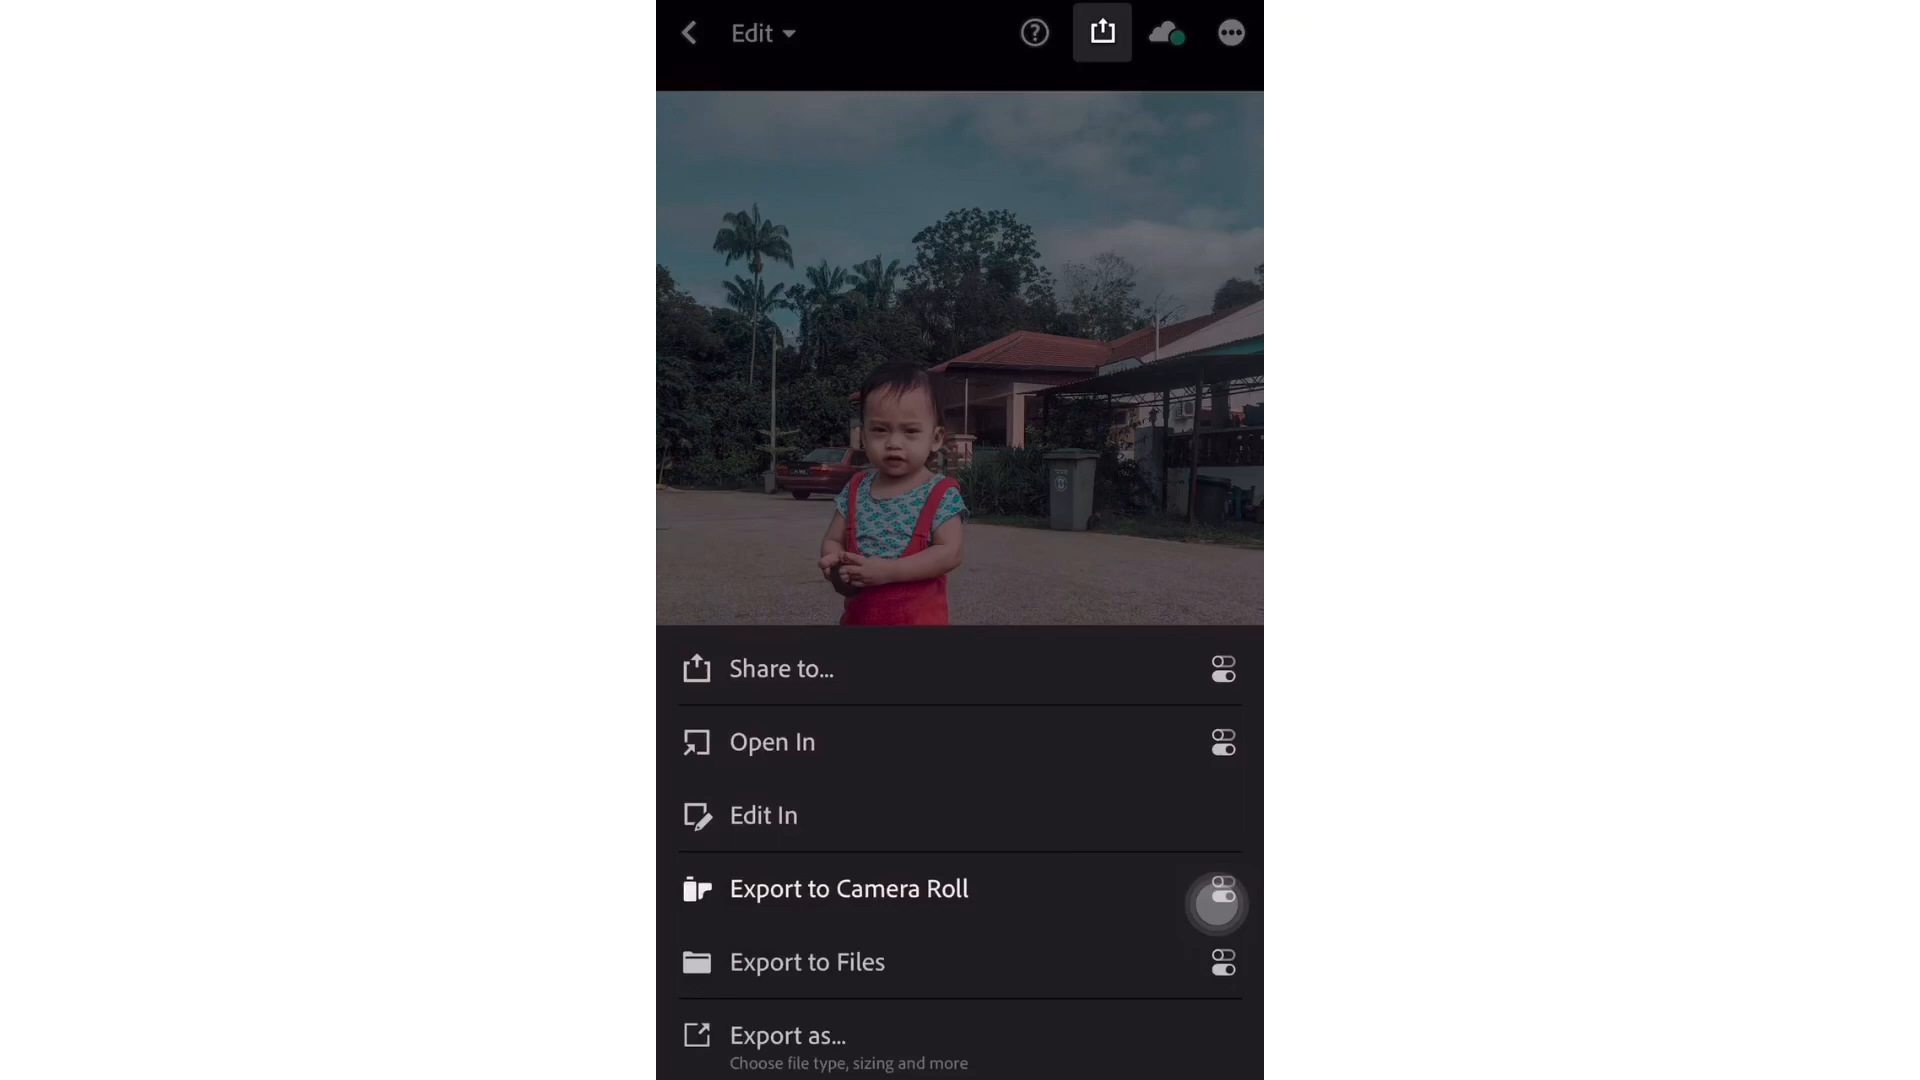 Edit
Share to...
Open In
Edit In
Export to Camera Roll
Export to Files
Export as...
Choose file type, sizing and more